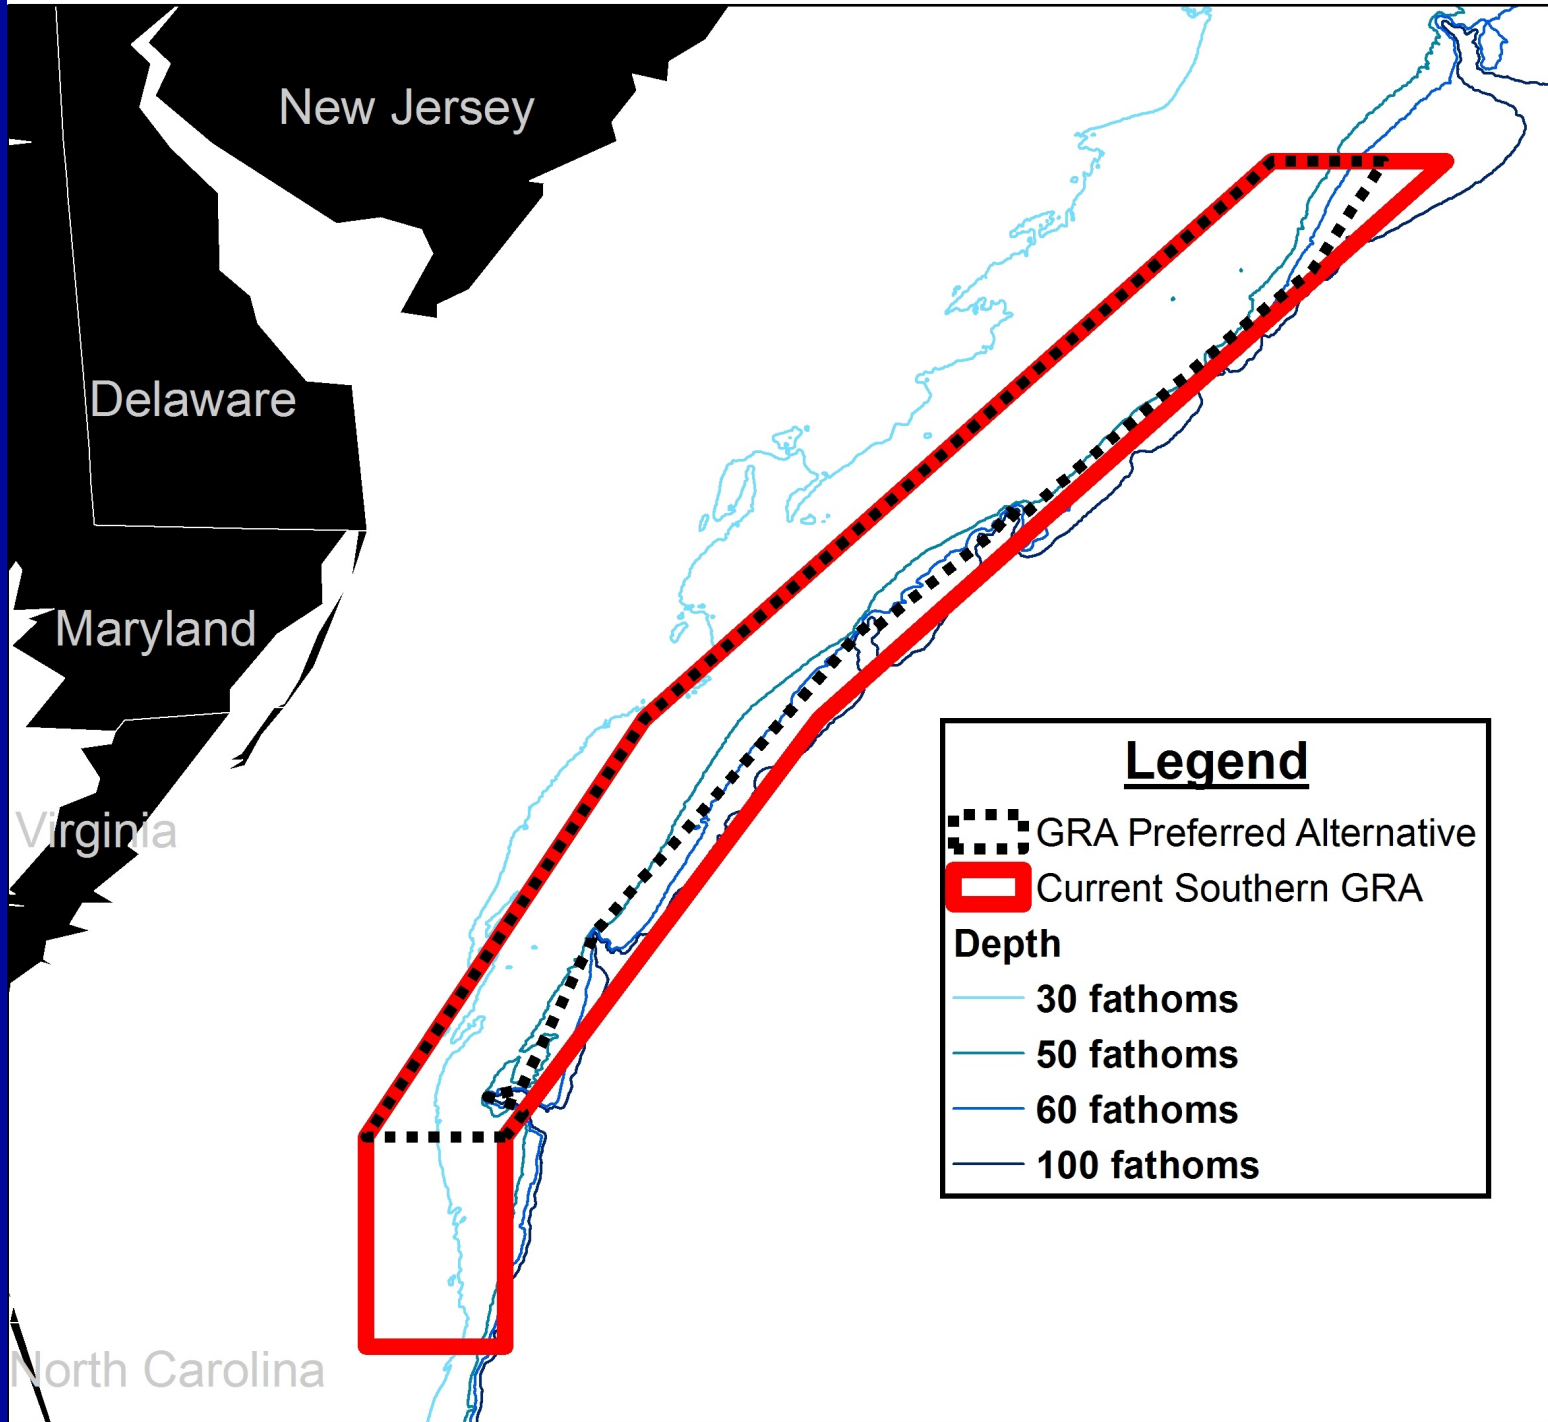 New Jersey
Delaware
Maryland
Virginia
North Carolina
Legend
GRA Preferred Alternative
Current Southern GRA
Depth
30 fathoms
50 fathoms
60 fathoms
100 fathoms